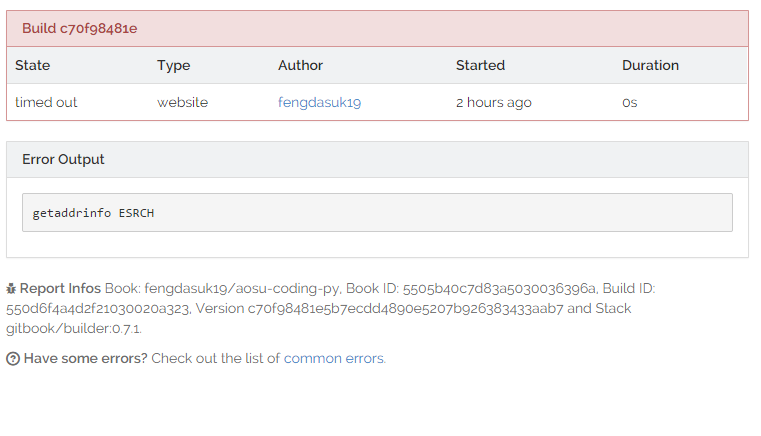 Build c70f98481e
State Type Author Started Duration
timed out website fengdasuk19 2 hours ago 0s
Error Output
getaddrinfo ESRCH
Report Infos Book: fengdasuk19/aosu-coding-py, Book ID: 5505b40c7d83a5030036396a, Build ID:
550d6f4a4d2f21030020a323, Version c70f98481e5b7ecdd4890e5207b926383433aab7 and Stack
gitbook/builder:0.7.1.
Have some errors? Check out the list of common errors.